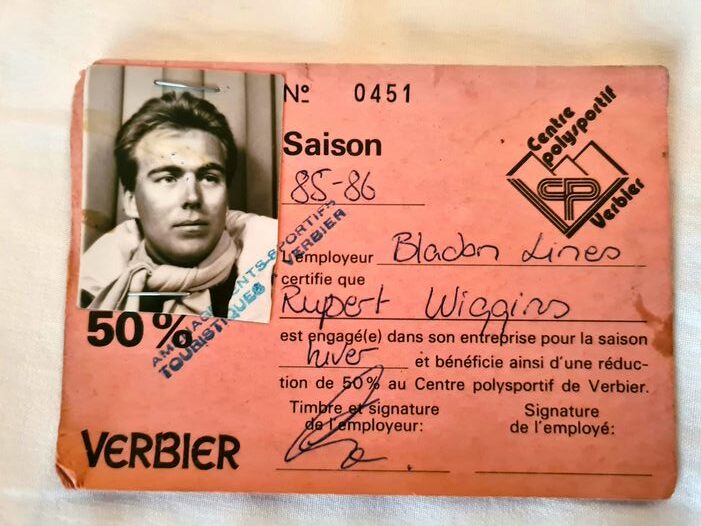 Nº 0451
Centre
polysportif
Verbier
CP
Saison
85-86
L'employeur Bladon Lines
certifie que
Rupert Wiggins
est engagé(e) dans son entreprise pour la saison
hiver et bénéficie ainsi d'une réduc-
tion de 50% au Centre polysportif de Verbier.
Timbre et signature
de l'employeur:
Signature
de l'employé:
50 %
VERBIER
TOURISTIQUES
VERBIER